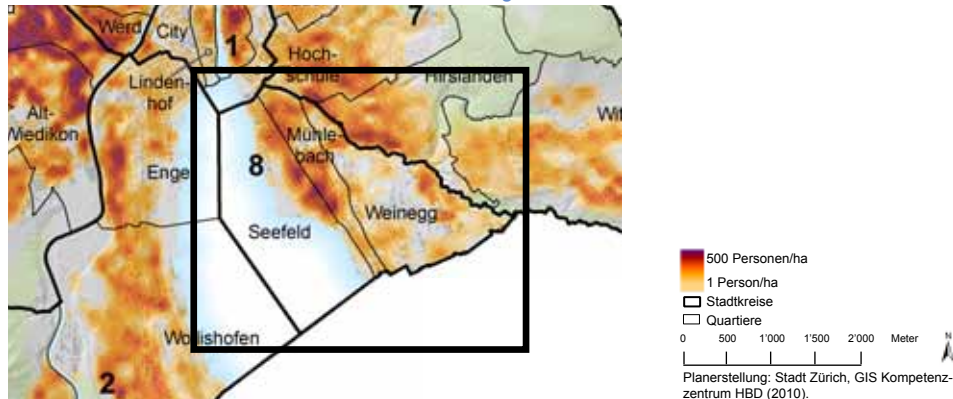 Werd City
1
7
Hoch-
schule
Hirslanden
Linden-
hof
Alt-
Wiedikon
Mühle-
bach
Enge
8
Weinegg
Seefeld
Wollishofen
2
500 Personen/ha
1 Person/ha
Stadtkreise
Quartiere
0 500 1'000 1'500 2'000 Meter N
Planerstellung: Stadt Zürich, GIS Kompetenz-
zentrum HBD (2010).